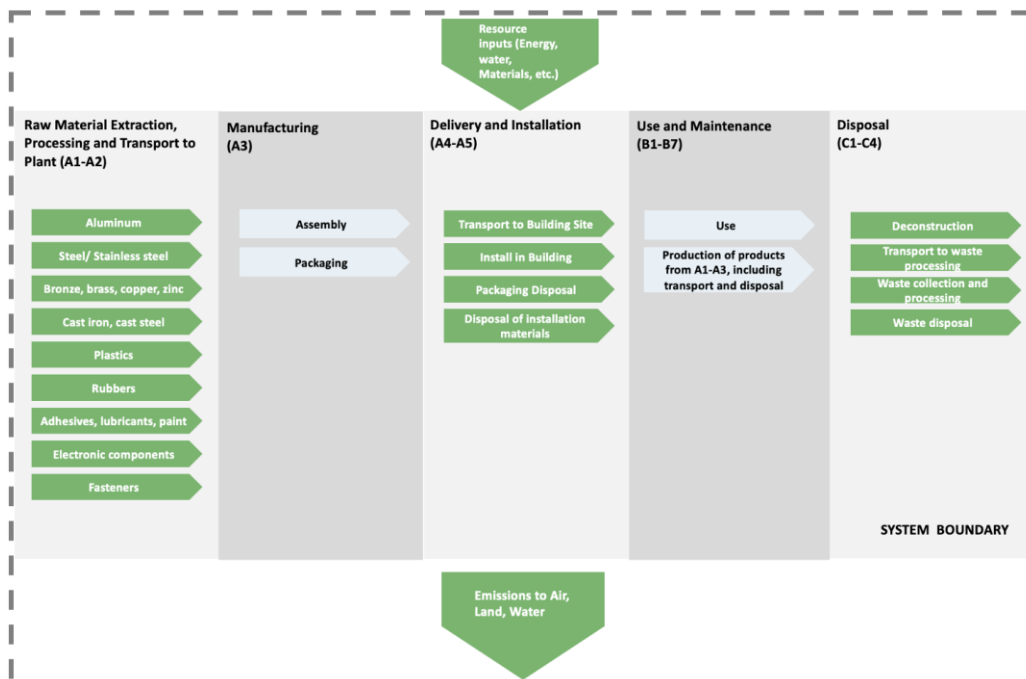 Resource
inputs (Energy,
water,
Materials, etc.)
Raw Material Extraction,
Processing and Transport to
Plant (A1-A2)
Aluminum
Steel/ Stainless steel
Bronze, brass, copper, zinc
Cast iron, cast steel
Plastics
Rubbers
Adhesives, lubricants, paint
Electronic components
Fasteners
Manufacturing
(A3)
Assembly
Packaging
Delivery and Installation
(A4-A5)
Transport to Building Site
Install in Building
Packaging Disposal
Disposal of installation
materials
Use and Maintenance
(B1-B7)
Use
Production of products
from A1-A3, including
transport and disposal
Disposal
(C1-C4)
Deconstruction
Transport to waste
processing
Waste collection and
processing
Waste disposal
SYSTEM BOUNDARY
Emissions to Air,
Land, Water